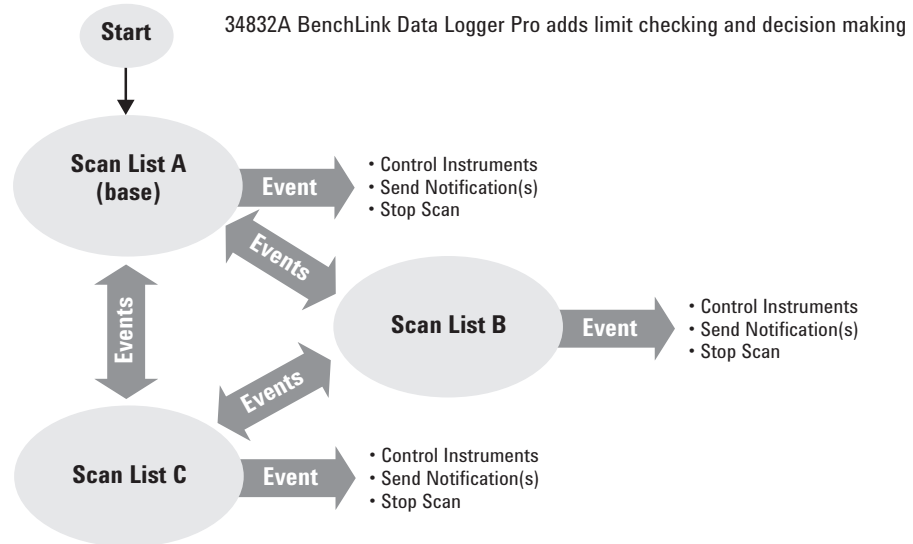 Start
34832A BenchLink Data Logger Pro adds limit checking and decision making
Scan List A
(base)
Event
• Control Instruments
• Send Notification(s)
• Stop Scan
Events
Events
Scan List B
Event
• Control Instruments
• Send Notification(s)
• Stop Scan
Events
Scan List C
Event
• Control Instruments
• Send Notification(s)
• Stop Scan